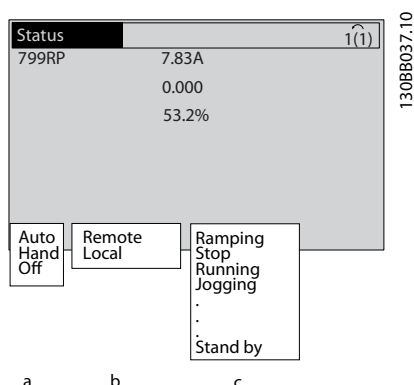 Status 1(1)
799RP 7.83A
0.000
53.2%
Auto
Hand
Off
Remote
Local
Ramping
Stop
Running
Jogging
.
.
.
Stand by
a b c
130BB037.10